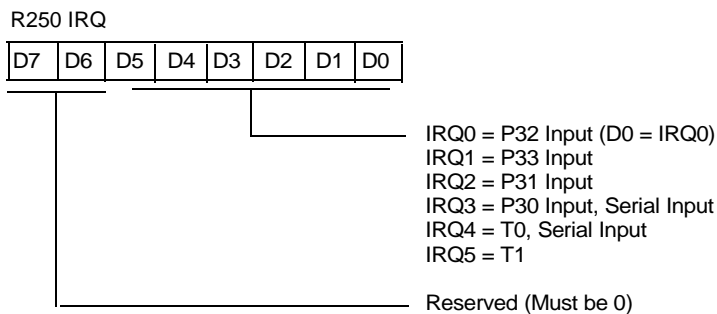 R250 IRQ
D7 D6 D5 D4 D3 D2 D1 D0
IRQ0 = P32 Input (D0 = IRQ0)
IRQ1 = P33 Input
IRQ2 = P31 Input
IRQ3 = P30 Input, Serial Input
IRQ4 = T0, Serial Input
IRQ5 = T1
Reserved (Must be 0)